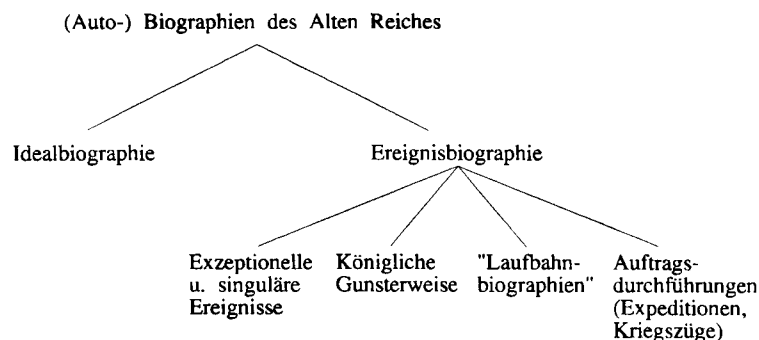 (Auto-) Biographien des Alten Reiches
Idealbiographie
Ereignisbiographie
Exzeptionelle
u. singuläre
Ereignisse
Königliche
Gunsterweise
"Laufbahn-
biographien"
Auftrags-
durchführungen
(Expeditionen,
Kriegszüge)